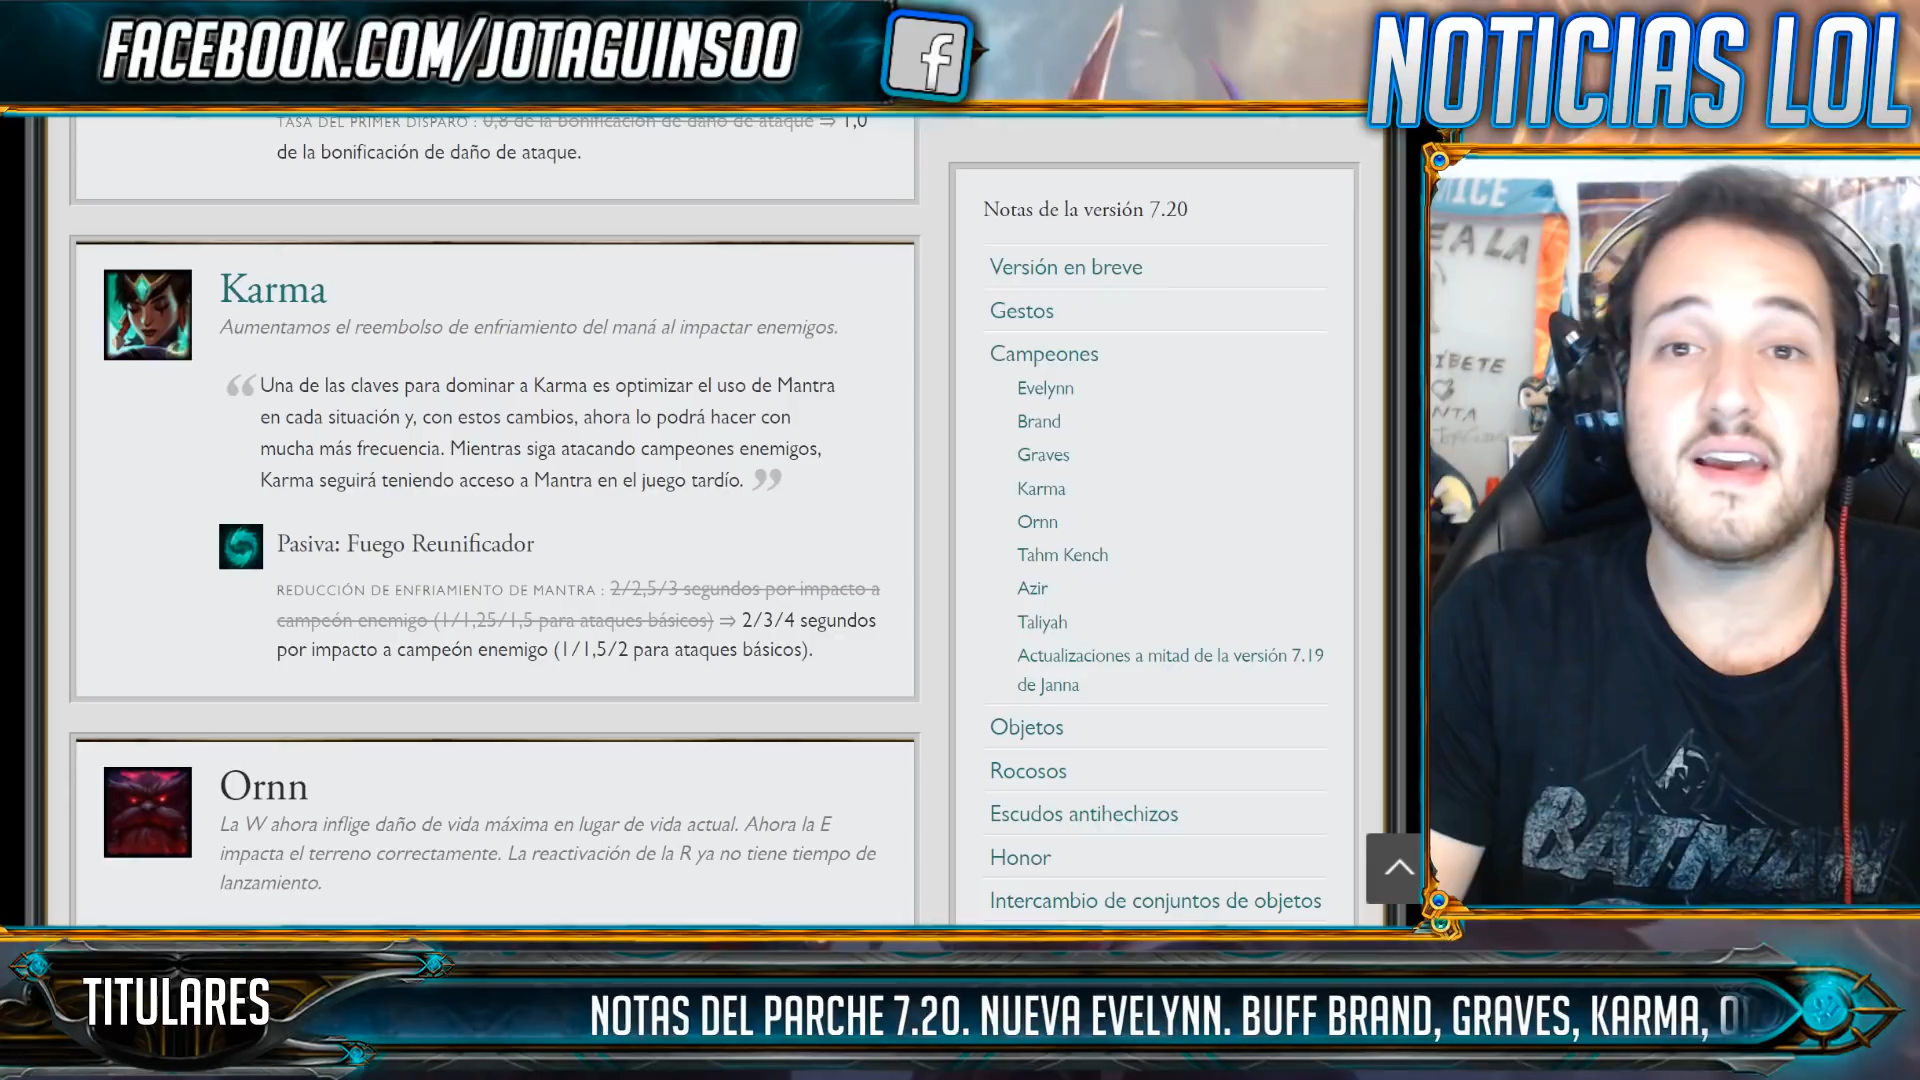 FACEBOOK.COM/JOTAGUINSOO
NOTICIAS LOL
TASA DEL PRIMER DISPARO : 0,8 de la bonificación de daño de ataque ⇒ 1,0
de la bonificación de daño de ataque.
Karma
Aumentamos el reembolso de enfriamiento del maná al impactar enemigos.
“ Una de las claves para dominar a Karma es optimizar el uso de Mantra
en cada situación y, con estos cambios, ahora lo podrá hacer con
mucha más frecuencia. Mientras siga atacando campeones enemigos,
Karma seguirá teniendo acceso a Mantra en el juego tardío. ”
Pasiva: Fuego Reunificador
REDUCCIÓN DE ENFRIAMIENTO DE MANTRA : 2/2,5/3 segundos por impacto a
campeón enemigo (1/1,25/1,5 para ataques básicos) ⇒ 2/3/4 segundos
por impacto a campeón enemigo (1/1,5/2 para ataques básicos).
Ornn
La W ahora inflige daño de vida máxima en lugar de vida actual. Ahora la E
impacta el terreno correctamente. La reactivación de la R ya no tiene tiempo de
lanzamiento.
Notas de la versión 7.20
Versión en breve
Gestos
Campeones
Evelynn
Brand
Graves
Karma
Ornn
Tahm Kench
Azir
Taliyah
Actualizaciones a mitad de la versión 7.19
de Janna
Objetos
Rocosos
Escudos antihechizos
Honor
Intercambio de conjuntos de objetos
BATMAN
TITULARES
NOTAS DEL PARCHE 7.20. NUEVA EVELYNN. BUFF BRAND, GRAVES, KARMA, O